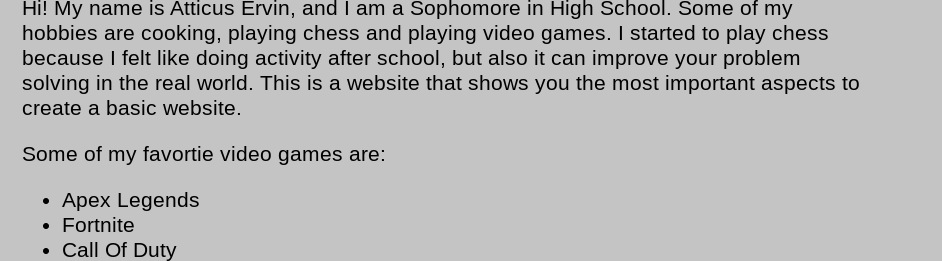 Hi! My name is Atticus Ervin, and I am a Sophomore in High School. Some of my
hobbies are cooking, playing chess and playing video games. I started to play chess
because I felt like doing activity after school, but also it can improve your problem
solving in the real world. This is a website that shows you the most important aspects to
create a basic website.
Some of my favortie video games are:
• Apex Legends
• Fortnite
• Call Of Duty